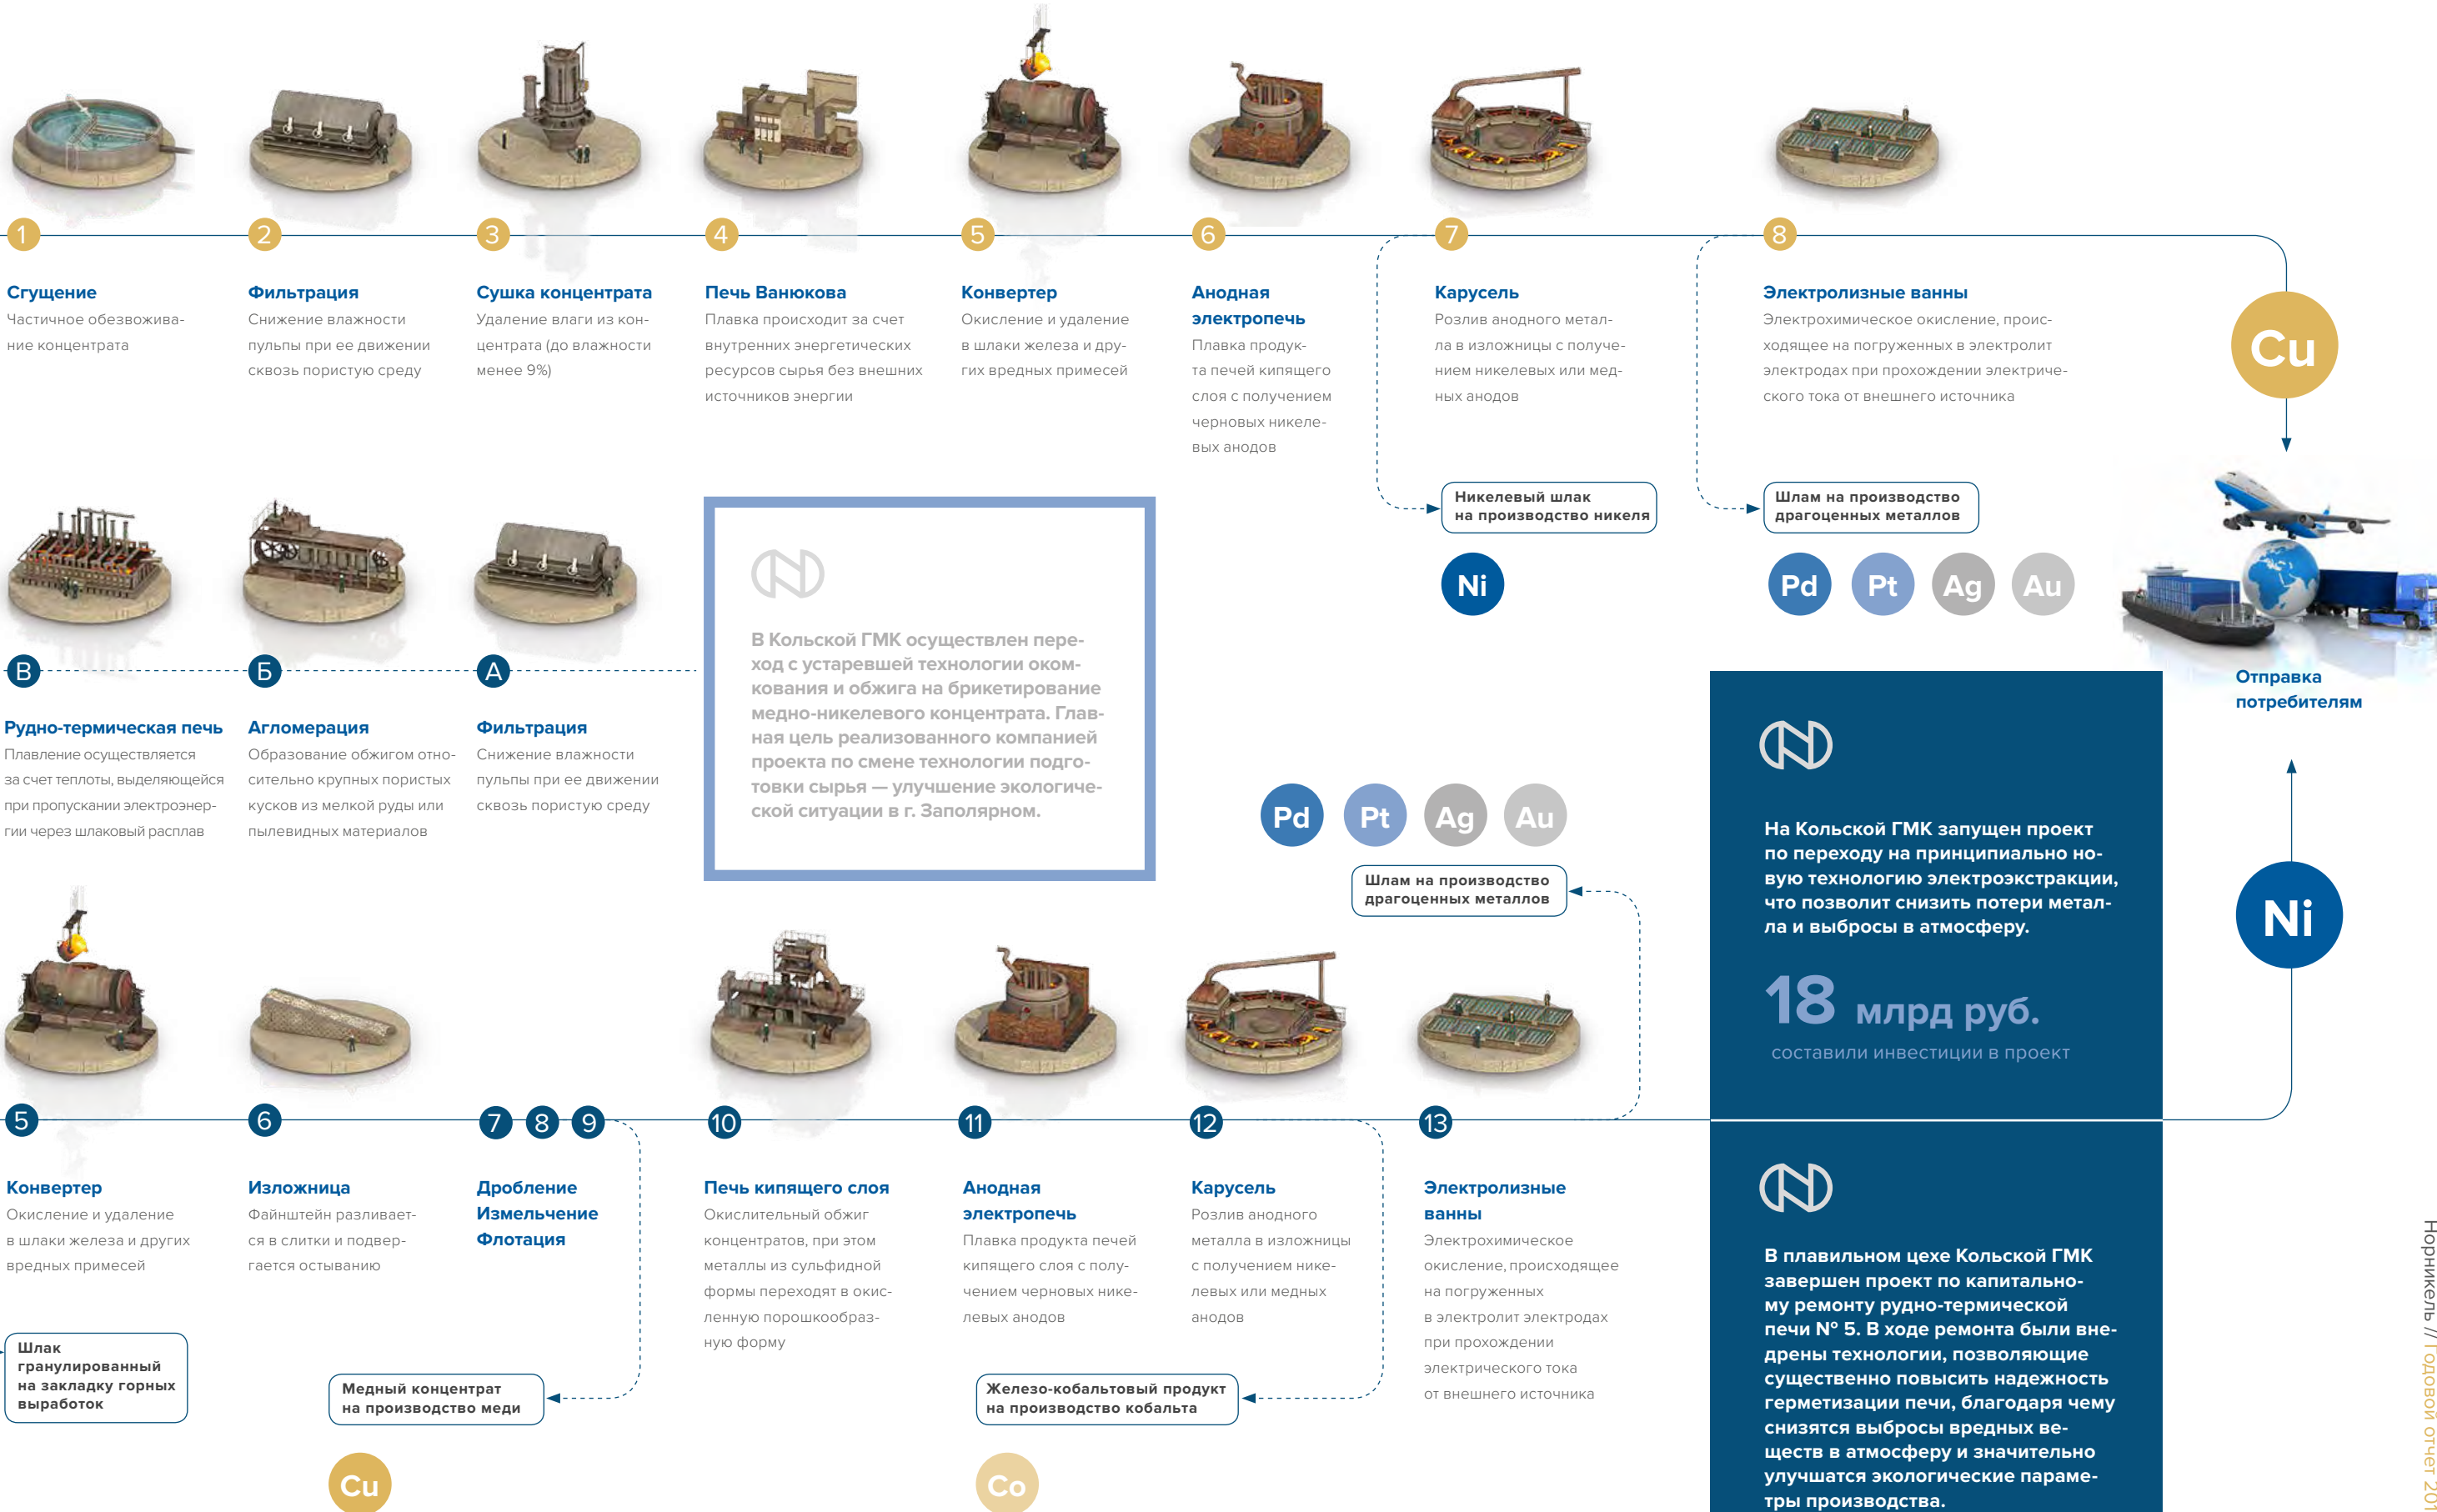 1
Сгущение
Частичное обезвожива-
ние концентрата
2
Фильтрация
Снижение влажности
пульпы при ее движении
сквозь пористую среду
3
Сушка концентрата
Удаление влаги из кон-
центрата (до влажности
менее 9%)
4
Печь Ванюкова
Плавка происходит за счет
внутренних энергетических
ресурсов сырья без внешних
источников энергии
5
Конвертер
Окисление и удаление
в шлаки железа и дру-
гих вредных примесей
6
Анодная
электропечь
Плавка продук-
та печей кипящего
слоя с получением
черновых никеле-
вых анодов
7
Карусель
Розлив анодного метал-
ла в изложницы с получе-
нием никелевых или мед-
ных анодов
8
Электролизные ванны
Электрохимическое окисление, проис-
ходящее на погруженных в электролит
электродах при прохождении электриче-
ского тока от внешнего источника
Cu
Никелевый шлак
на производство никеля
Ni
Шлам на производство
драгоценных металлов
Pd Pt Ag Au
Отправка
потребителям
В
Рудно-термическая печь
Плавление осуществляется
за счет теплоты, выделяющейся
при пропускании электроэнер-
гии через шлаковый расплав
Б
Агломерация
Образование обжигом отно-
сительно крупных пористых
кусков из мелкой руды или
пылевидных материалов
А
Фильтрация
Снижение влажности
пульпы при ее движении
сквозь пористую среду
В Кольской ГМК осуществлен пере-
ход с устаревшей технологии оком-
кования и обжига на брикетирование
медно-никелевого концентрата. Глав-
ная цель реализованного компанией
проекта по смене технологии подго-
товки сырья — улучшение экологиче-
ской ситуации в г. Заполярном.
Pd Pt Ag Au
Шлам на производство
драгоценных металлов
На Кольской ГМК запущен проект
по переходу на принципиально но-
вую технологию электроэкстракции,
что позволит снизить потери метал-
ла и выбросы в атмосферу.
18 млрд руб.
составили инвестиции в проект
Ni
5
Конвертер
Окисление и удаление
в шлаки железа и других
вредных примесей
Шлак
гранулированный
на закладку горных
выработок
6
Изложница
Файнштейн разливает-
ся в слитки и подвер-
гается остыванию
7 8 9
Дробление
Измельчение
Флотация
Медный концентрат
на производство меди
Cu
10
Печь кипящего слоя
Окислительный обжиг
концентратов, при этом
металлы из сульфидной
формы переходят в окис-
ленную порошкообраз-
ную форму
11
Анодная
электропечь
Плавка продукта печей
кипящего слоя с полу-
чением черновых нике-
левых анодов
12
Карусель
Розлив анодного
металла в изложницы
с получением нике-
левых или медных
анодов
Железо-кобальтовый продукт
на производство кобальта
Co
13
Электролизные
ванны
Электрохимическое
окисление, происходящее
на погруженных
в электролит электродах
при прохождении
электрического тока
от внешнего источника
В плавильном цехе Кольской ГМК
завершен проект по капитально-
му ремонту рудно-термической
печи № 5. В ходе ремонта были вне-
дрены технологии, позволяющие
существенно повысить надежность
герметизации печи, благодаря чему
снизятся выбросы вредных ве-
ществ в атмосферу и значительно
улучшатся экологические параме-
тры производства.
Норникель // Годовой отчет 201